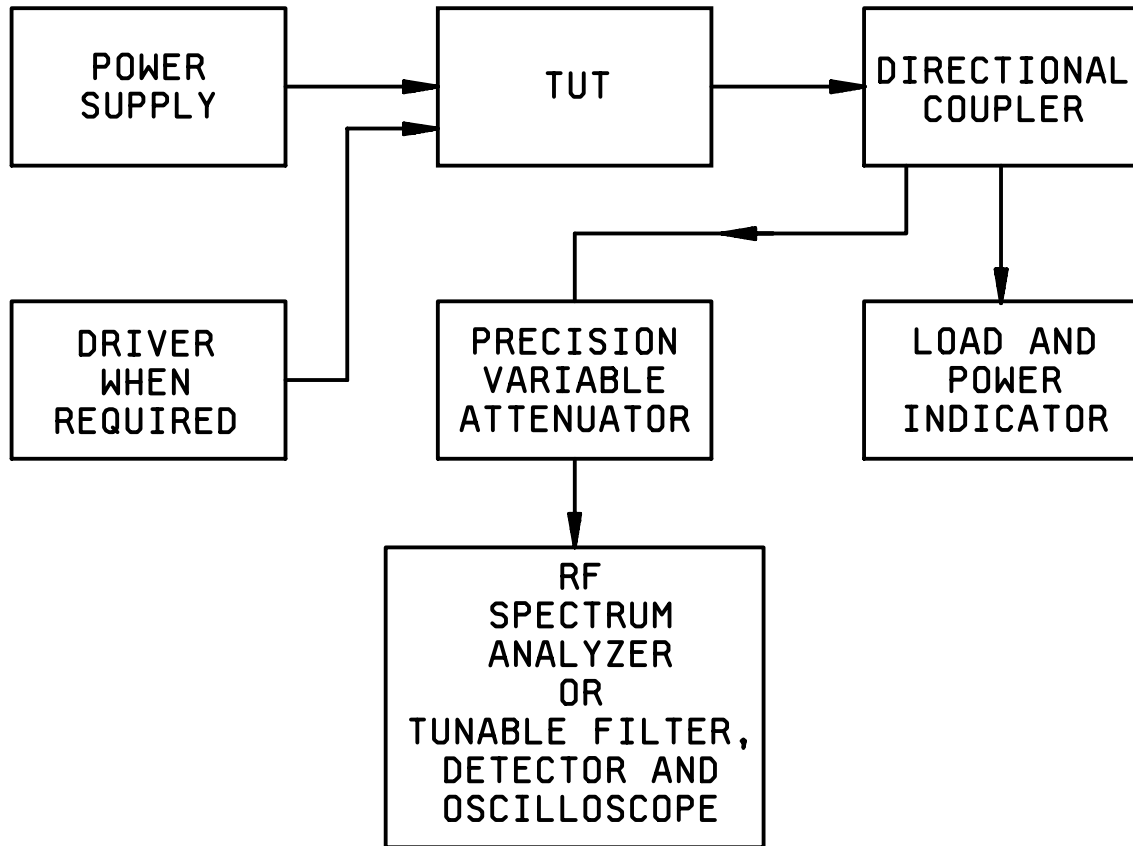 POWER
SUPPLY
TUT
DIRECTIONAL
COUPLER
DRIVER
WHEN
REQUIRED
PRECISION
VARIABLE
ATTENUATOR
LOAD AND
POWER
INDICATOR
RF
SPECTRUM
ANALYZER
OR
TUNABLE FILTER,
DETECTOR AND
OSCILLOSCOPE